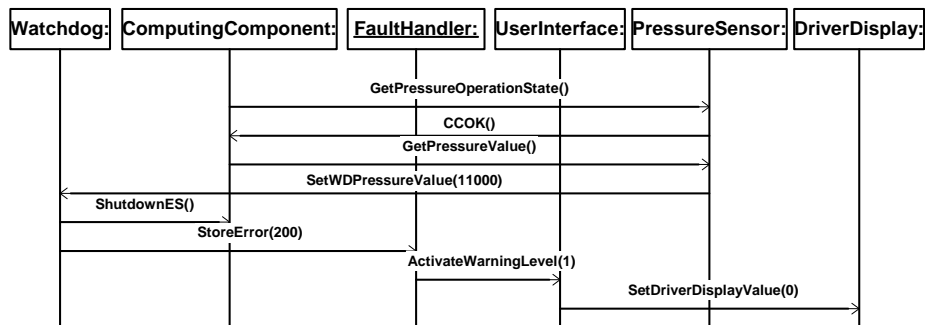 Watchdog: ComputingComponent: FaultHandler: UserInterface: PressureSensor: DriverDisplay:
GetPressureOperationState()
CCOK()
GetPressureValue()
SetWDPressureValue(11000)
ShutdownES()
StoreError(200)
ActivateWarningLevel(1)
SetDriverDisplayValue(0)